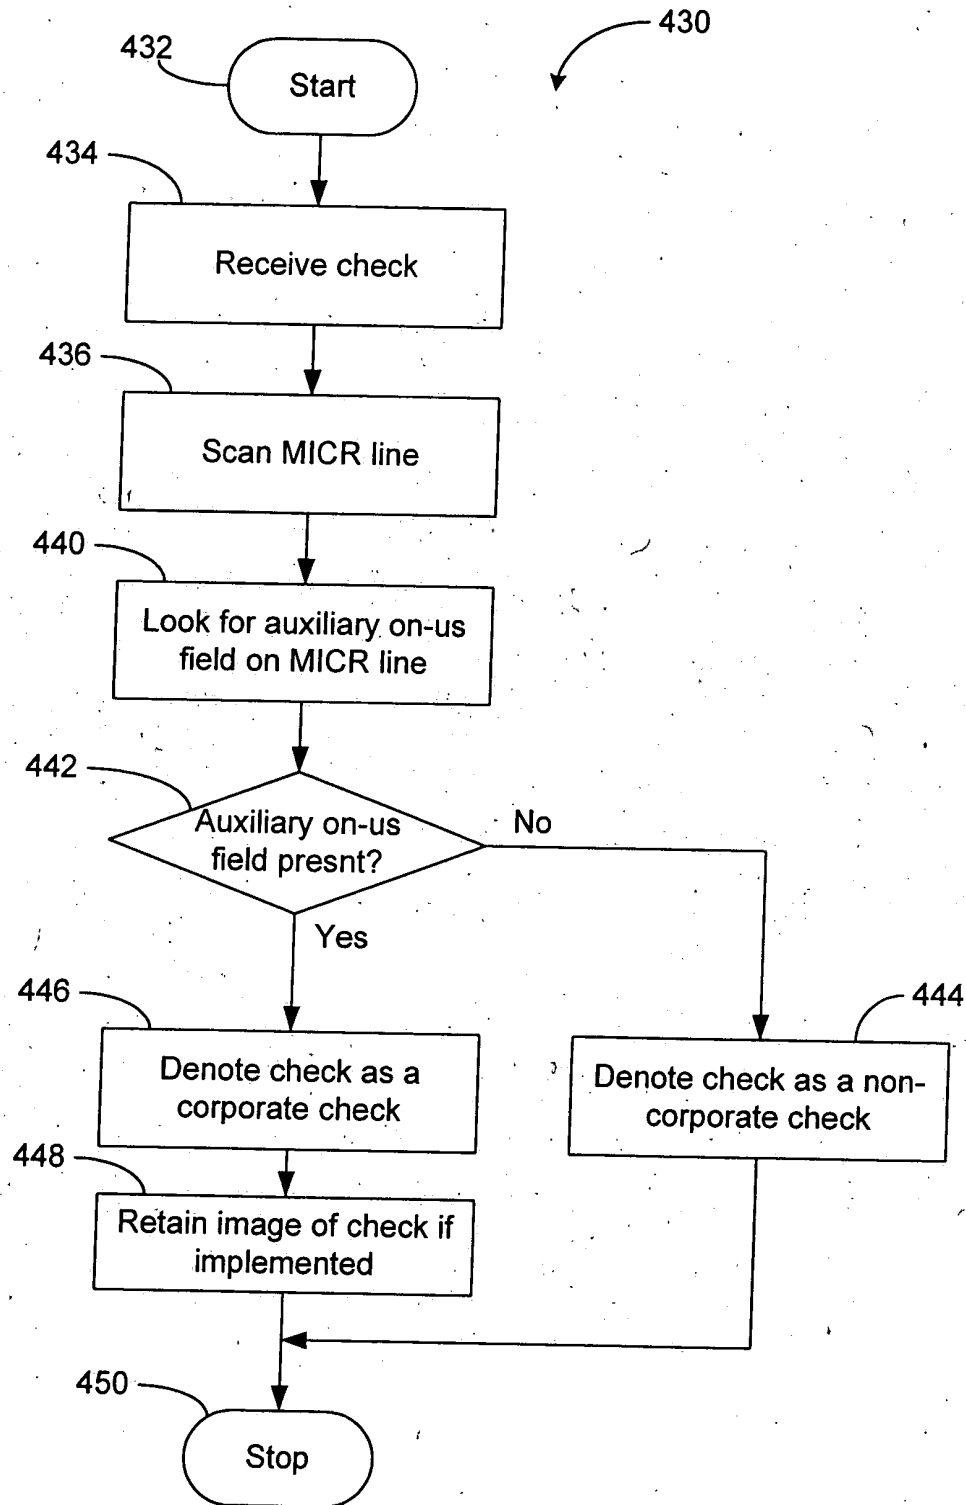 430
432
Start
434
Receive check
436
Scan MICR line
440
Look for auxiliary on-us
field on MICR line
442
Auxiliary on-us
field presnt?
No
Yes
446
Denote check as a
corporate check
444
Denote check as a non-
corporate check
448
Retain image of check if
implemented
450
Stop